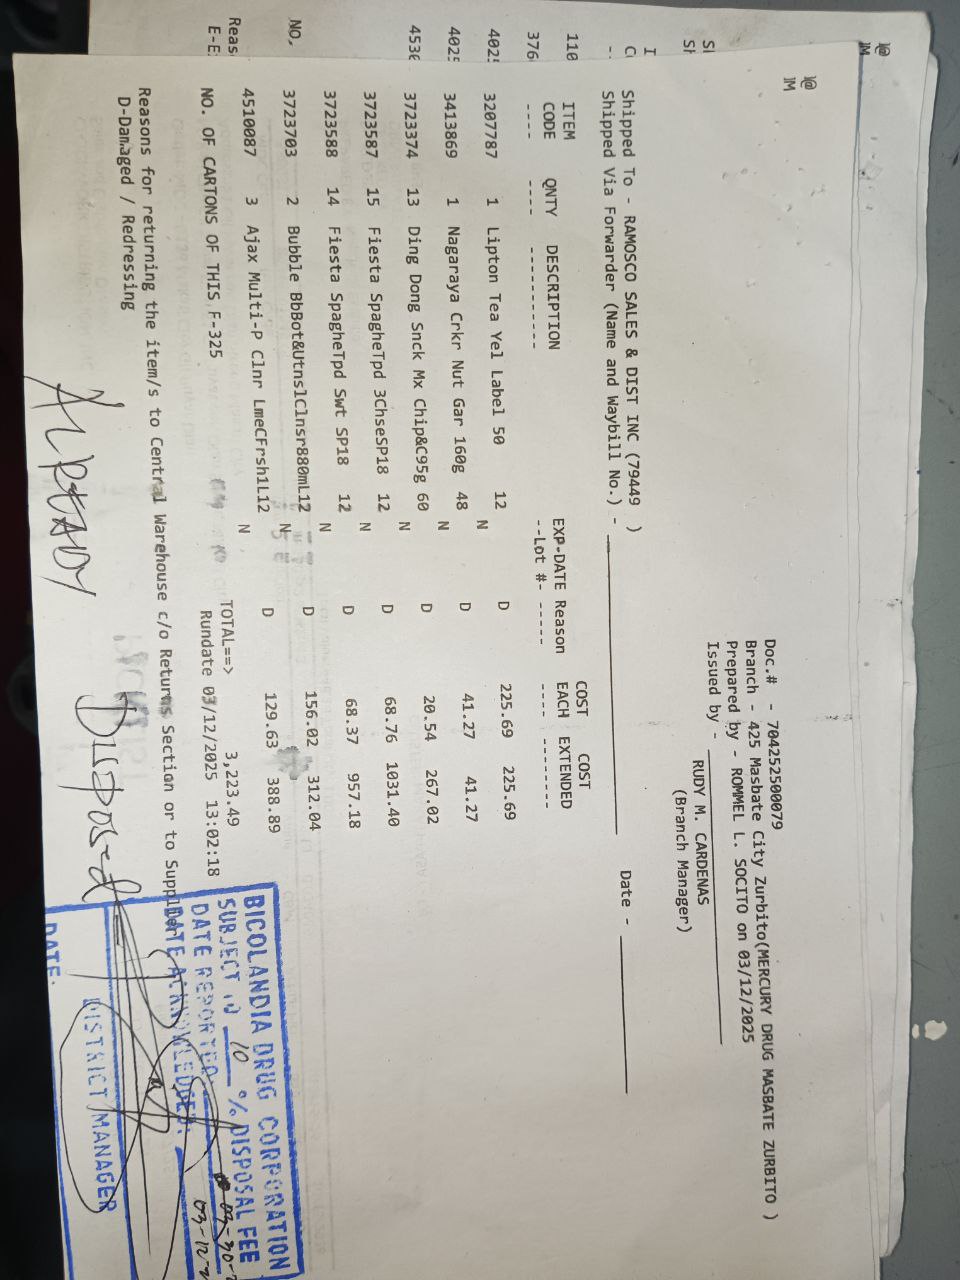 Doc.# - 704252500079
Branch - 425 Masbate City Zurbito(MERCURY DRUG MASBATE ZURBITO )
Prepared by - ROMMEL L. SOCITO on 03/12/2025
Issued by -
RUDY M. CARDENAS
(Branch Manager)
Shipped To - RAMOSCO SALES & DIST INC (79449 )
Shipped Via Forwarder (Name and Waybill No.) - Date -
ITEM EXP-DATE Reason COST COST
CODE QNTY DESCRIPTION --Lot #- ----- EACH EXTENDED
---- ---- ---------- ---- --------
3207787 1 Lipton Tea Yel Label 50 12 D 225.69 225.69
N
3413869 1 Nagaraya Crkr Nut Gar 160g 48 D 41.27 41.27
N
3723374 13 Ding Dong Snck Mx Chip&C95g 60 D 20.54 267.02
N
3723587 15 Fiesta SpagheTpd 3ChseSP18 12 D 68.76 1031.40
N
3723588 14 Fiesta SpagheTpd Swt SP18 12 D 68.37 957.18
N
3723703 2 Bubble BbBot&Utns1Clnsr880mL12 D 156.02 312.04
N
4510087 3 Ajax Multi-P Clnr LmeCFrsh1L12 D 129.63 388.89
N
TOTAL==> 3,223.49
NO. OF CARTONS OF THIS F-325 Rundate 03/12/2025 13:02:18
Reasons for returning the item/s to Central Warehouse c/o Returns Section or to Supplier
D-Damaged / Redressing
ALREADY Disposed
BICOLANDIA DRUG CORPORATION
SUBJECT TO 10 % DISPOSAL FEE
DATE REPORTED:
DATE ACKNOWLEDGED:
DISTRICT MANAGER
DATE: